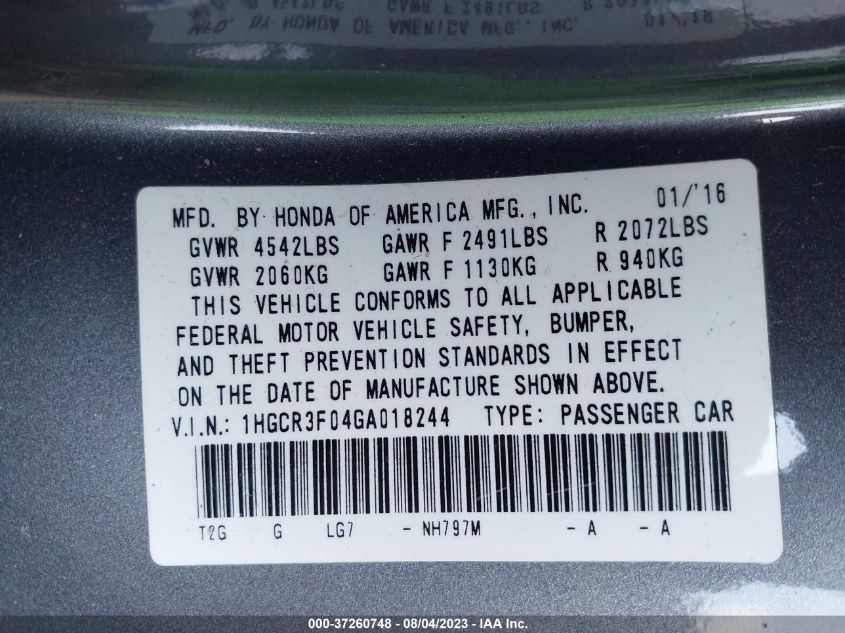 MFD. BY HONDA OF AMERICA MFG., INC. 01/'16
GVWR 4542LBS GAWR F 2491LBS R 2072LBS
GVWR 2060KG GAWR F 1130KG R 940KG
THIS VEHICLE CONFORMS TO ALL APPLICABLE
FEDERAL MOTOR VEHICLE SAFETY, BUMPER,
AND THEFT PREVENTION STANDARDS IN EFFECT
ON THE DATE OF MANUFACTURE SHOWN ABOVE.
V.I.N.: 1HGCR3F04GA018244 TYPE: PASSENGER CAR
T2G G LG7 - NH797M - A - A
000-37260748 - 08/04/2023 - IAA Inc.